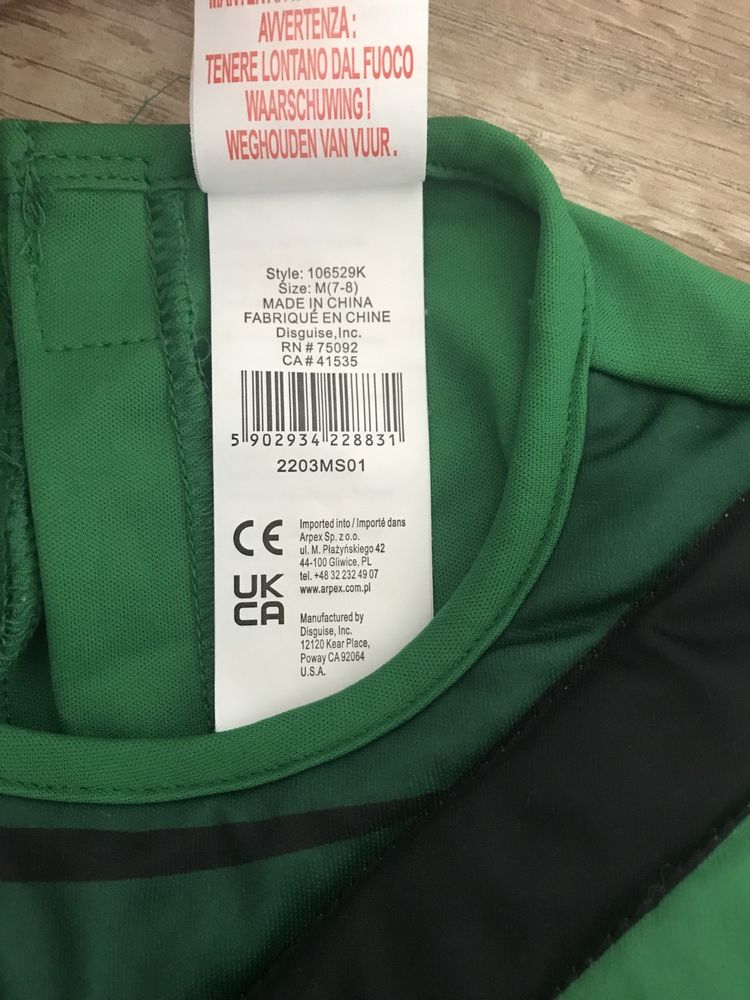 AVVERTENZA :
TENERE LONTANO DAL FUOCO
WAARSCHUWING !
WEGHOUDEN VAN VUUR .
Style: 106529K
Size: M(7-8)
MADE IN CHINA
FABRIQUÉ EN CHINE
Disguise,Inc.
RN # 75092
CA # 41535
5 902934 228831
2203MS01
CE
UK
CA
Imported into / Importé dans
Arpex Sp. z o.o.
ul. M. Płażyńskiego 42
44-100 Gliwice, PL
tel. +48 32 232 49 07
www.arpex.com.pl
Manufactured by
Disguise, Inc.
12120 Kear Place,
Poway CA 92064
U.S.A.